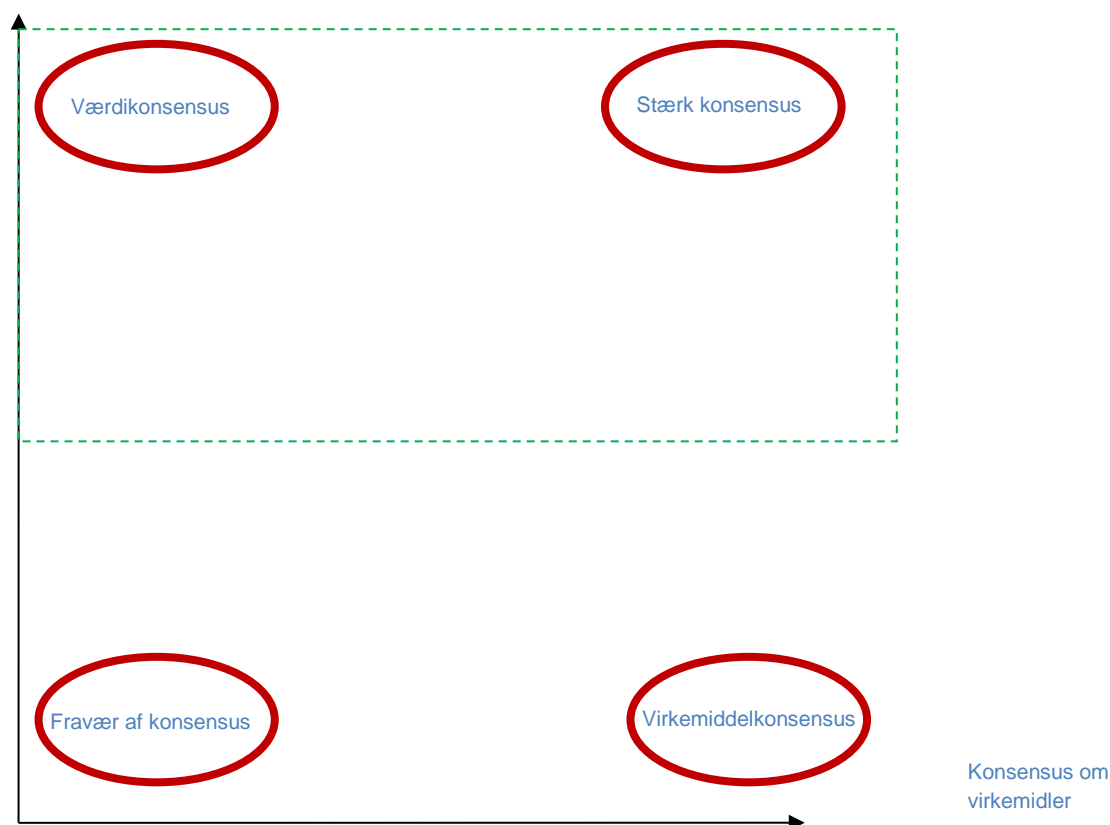 Værdikonsensus
Stærk konsensus
Fravær af konsensus
Virkemiddelkonsensus
Konsensus om
virkemidler